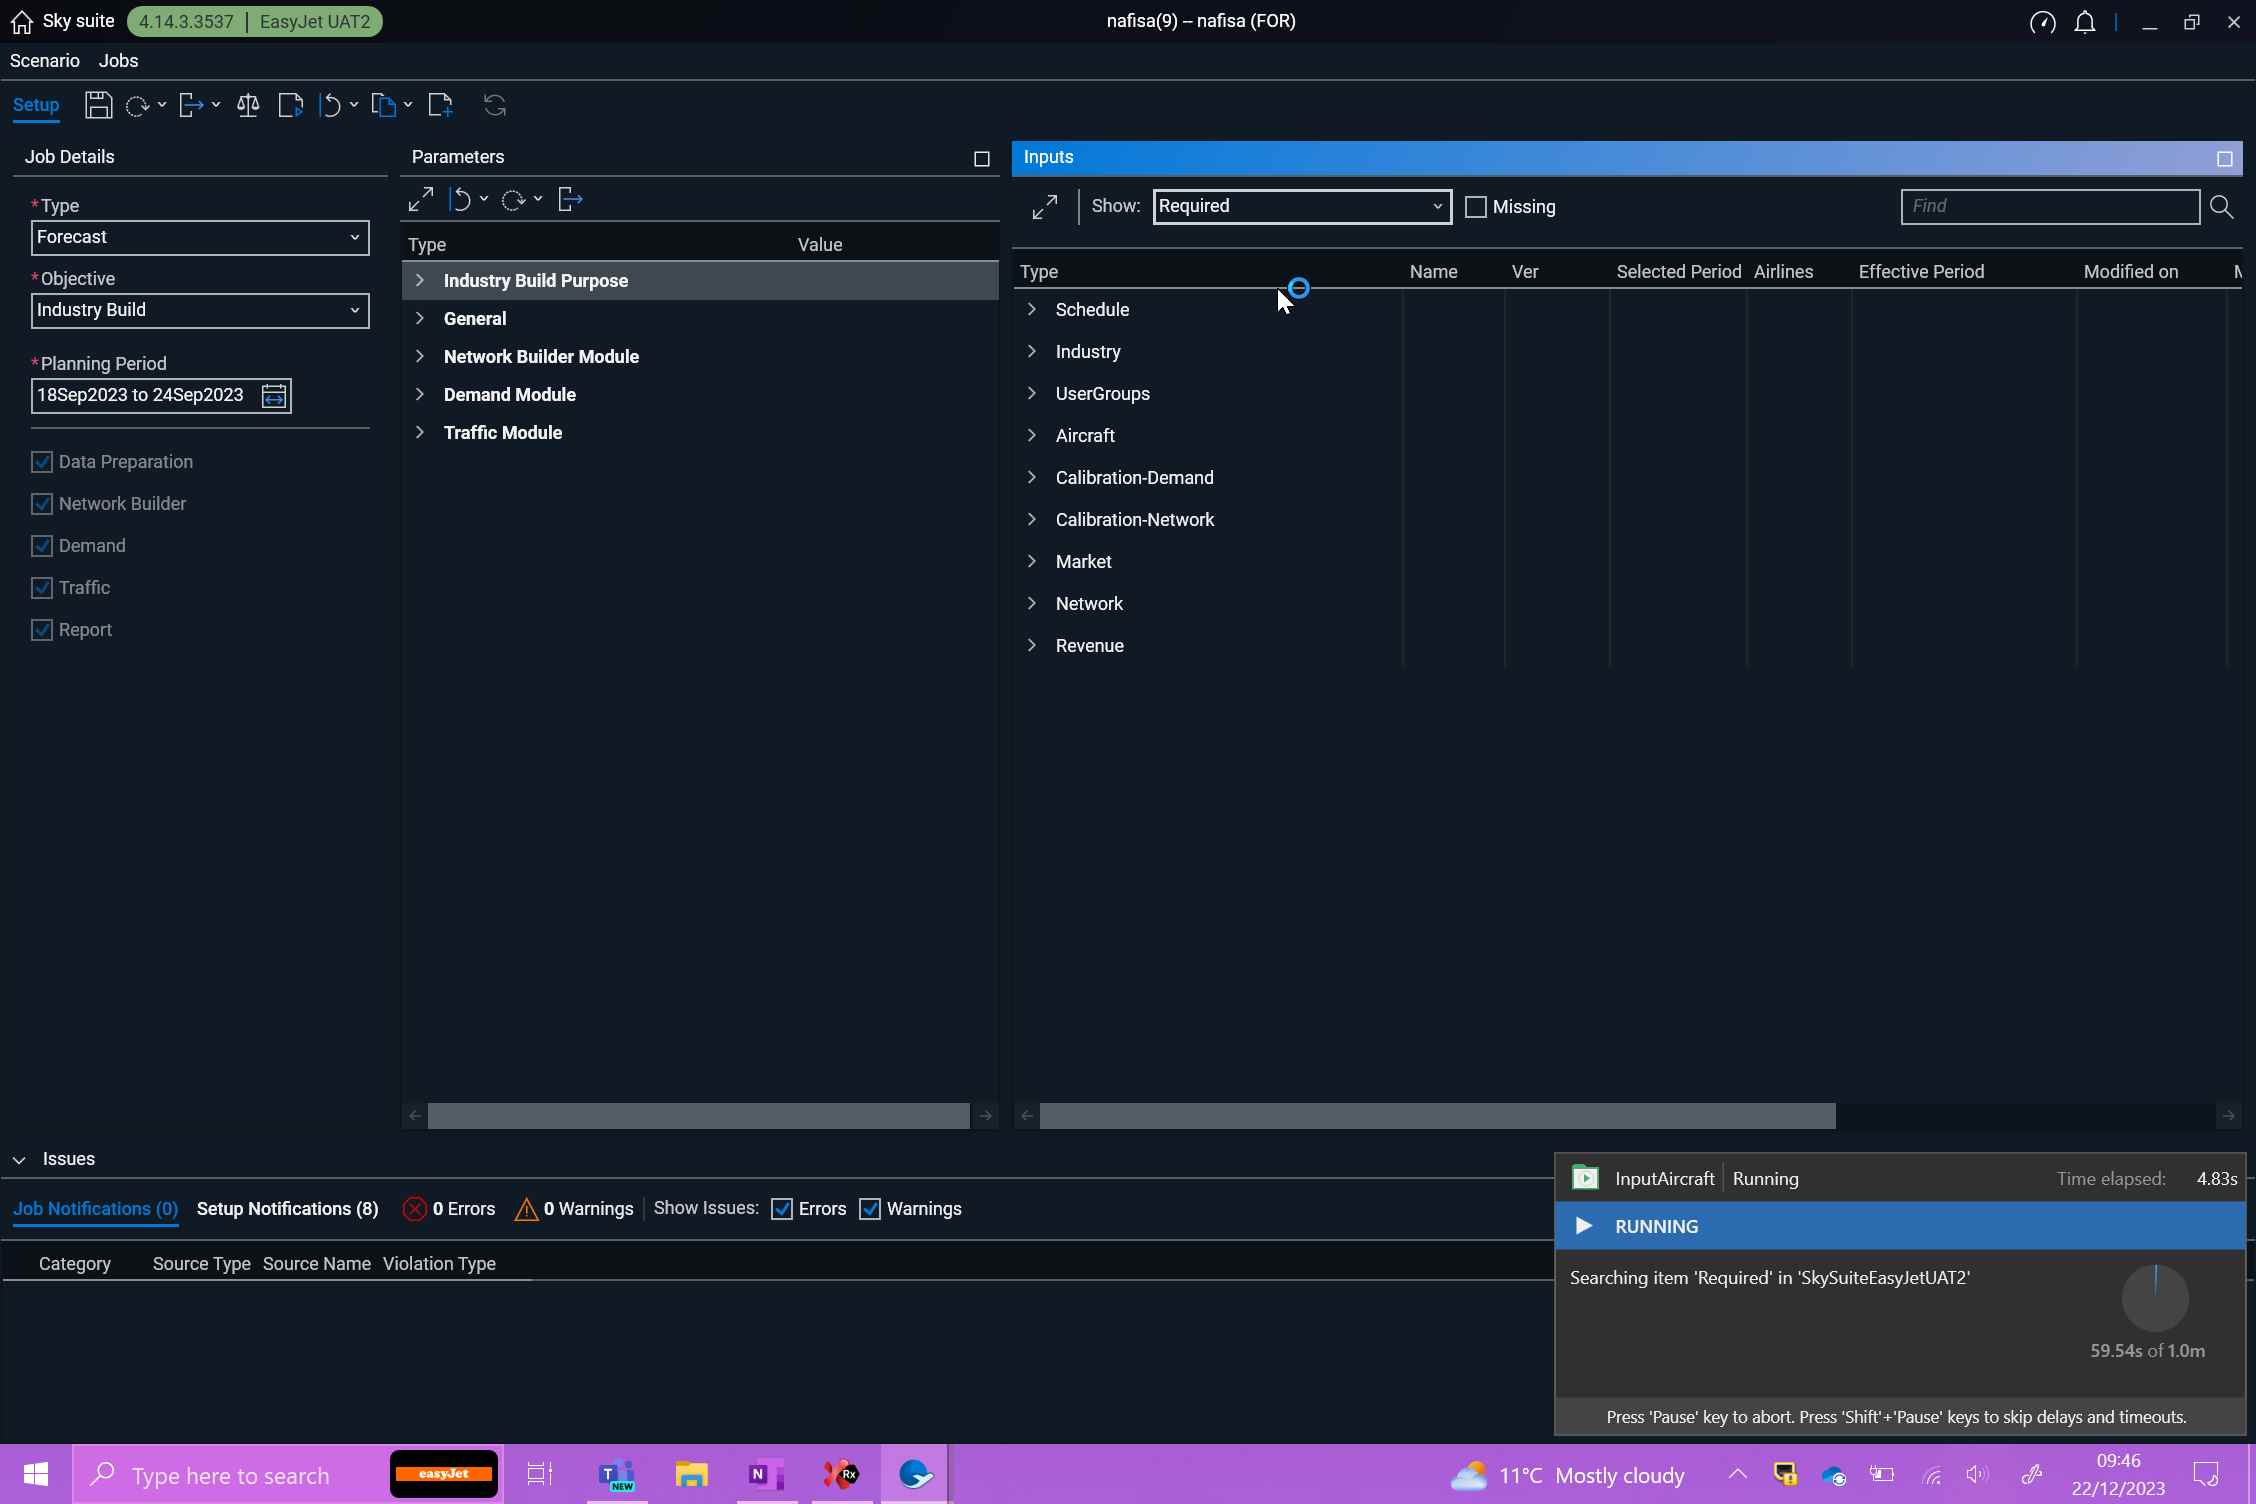 Sky suite 4.14.3.3537 | EasyJet UAT2 nafisa(9) – nafisa (FOR)
Scenario Jobs
Setup
Job Details
*Type
Forecast
*Objective
Industry Build
*Planning Period
18Sep2023 to 24Sep2023
Data Preparation
Network Builder
Demand
Traffic
Report
Parameters
Type Value
Industry Build Purpose
General
Network Builder Module
Demand Module
Traffic Module
Inputs
Show: Required Missing Find
Type Name Ver Selected Period Airlines Effective Period Modified on
Schedule
Industry
UserGroups
Aircraft
Calibration-Demand
Calibration-Network
Market
Network
Revenue
Issues
Job Notifications (0) Setup Notifications (8) 0 Errors 0 Warnings Show Issues: Errors Warnings
Category Source Type Source Name Violation Type
InputAircraft Running Time elapsed: 4.83s
RUNNING
Searching item 'Required' in 'SkySuiteEasyJetUAT2'
59.54s of 1.0m
Press 'Pause' key to abort. Press 'Shift'+'Pause' keys to skip delays and timeouts.
Type here to search easyJet T NEW N Rx 11°C Mostly cloudy 09:46
22/12/2023